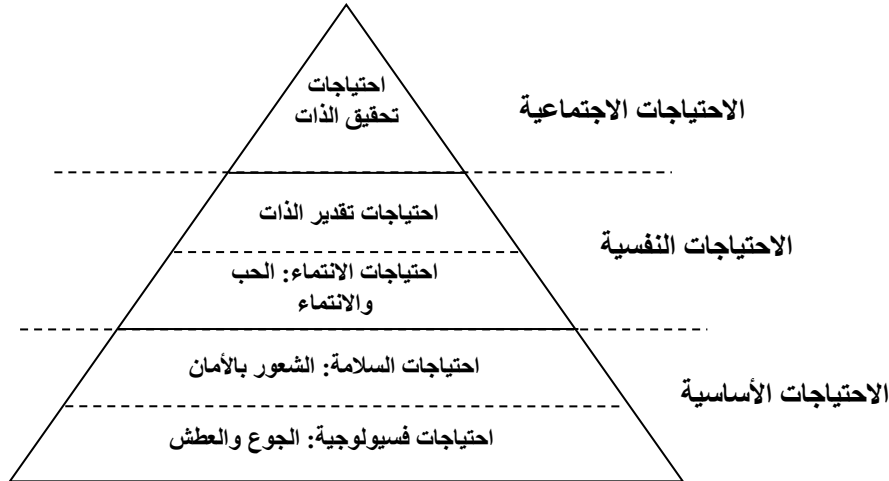 احتياجات
تحقيق الذات
الاحتياجات الاجتماعية
احتياجات تقدير الذات
الاحتياجات النفسية
احتياجات الانتماء: الحب
والانتماء
احتياجات السلامة: الشعور بالأمان
الاحتياجات الأساسية
احتياجات فسيولوجية: الجوع والعطش